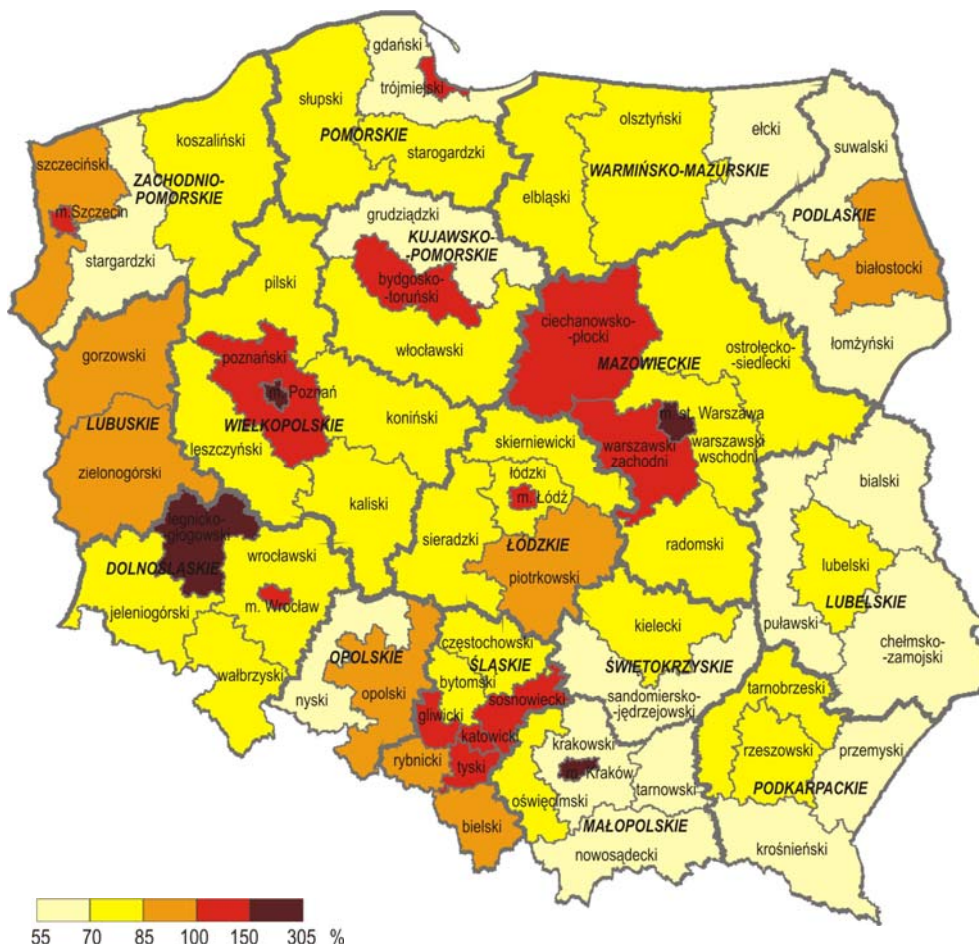 gdański
trójmiejski
słupski
POMORSKIE
starogardzki
koszaliński
szczeciński
ZACHODNIO-
POMORSKIE
m.Szczecin
stargardzki
olsztyński
ełcki
WARMIŃSKO-MAZURSKIE
elbląski
suwalski
PODLASKIE
białostocki
łomżyński
grudziądzki
KUJAWSKO-
-POMORSKIE
bydgosko-
-toruński
włocławski
pilski
poznański
m. Poznań
WIELKOPOLSKIE
koniński
leszczyński
kaliski
gorzowski
LUBUSKIE
zielonogórski
ciechanowsko-
-płocki
MAZOWIECKIE
ostrołęcko-
-siedlecki
m. st. Warszawa
warszawski
zachodni
warszawski
wschodni
radomski
skierniewicki
łódzki
m. Łódź
sieradzki
ŁÓDZKIE
piotrkowski
legnicko-
-głogowski
DOLNOŚLĄSKIE
wrocławski
m. Wrocław
jeleniogórski
wałbrzyski
bialski
lubelski
LUBELSKIE
puławski
chełmsko-
-zamojski
OPOLSKIE
nyski
opolski
częstochowski
ŚLĄSKIE
bytomski
sosnowiecki
gliwicki
katowicki
rybnicki
tyski
bielski
kielecki
ŚWIĘTOKRZYSKIE
sandomiersko-
-jędrzejowski
krakowski
m. Kraków
tarnowski
oświęcimski
MAŁOPOLSKIE
nowosądecki
tarnobrzeski
rzeszowski
przemyski
PODKARPACKIE
krośnieński
55 70 85 100 150 305 %